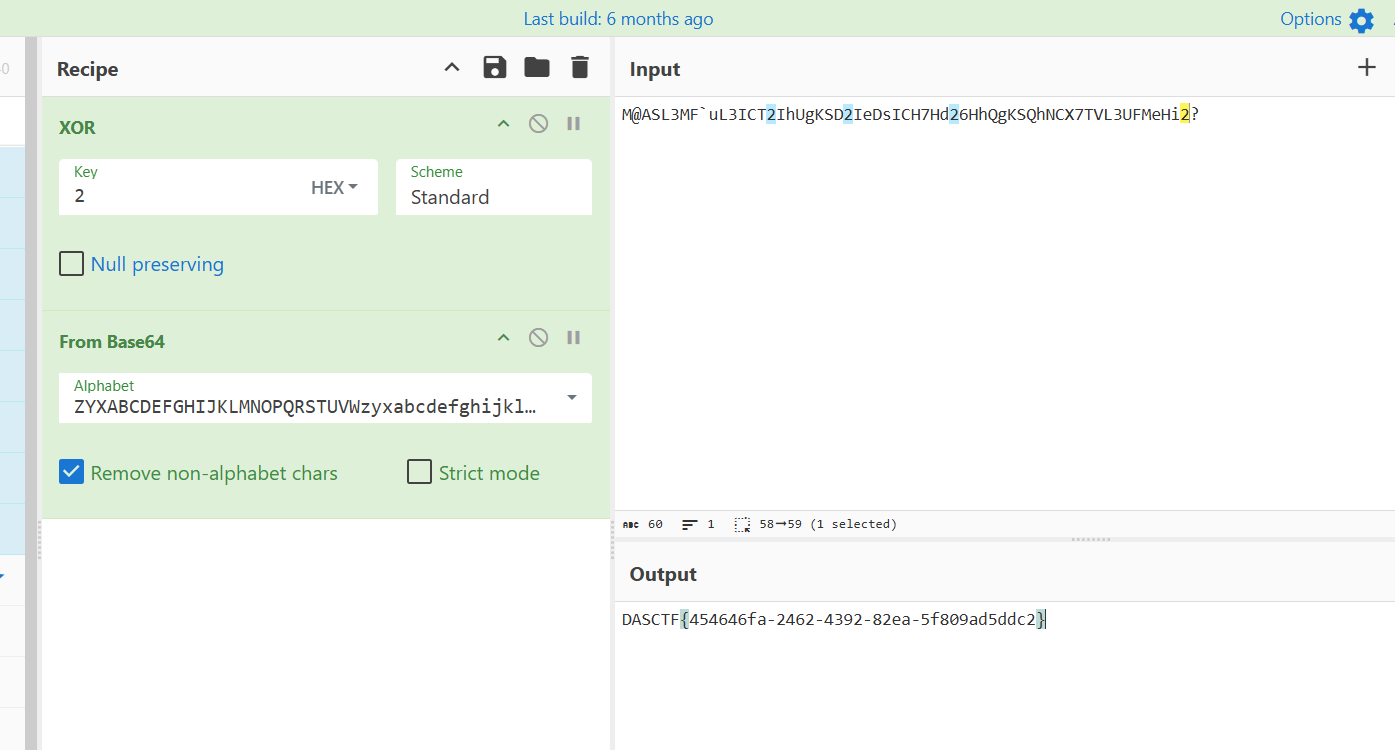 Last build: 6 months ago
Options
Recipe
XOR
Key
2
HEX
Scheme
Standard
Null preserving
From Base64
Alphabet
ZYXABCDEFGHIJKLMNOPQRSTUVWzyxabcdefghijkl…
Remove non-alphabet chars
Strict mode
Input
M@ASL3MF`uL3ICT2IhUgKSD2IeDsICH7Hd26HhQgKSQhNCX7TVL3UFMeHi2?
ABC 60
1
58→59 (1 selected)
Output
DASCTF{454646fa-2462-4392-82ea-5f809ad5ddc2}